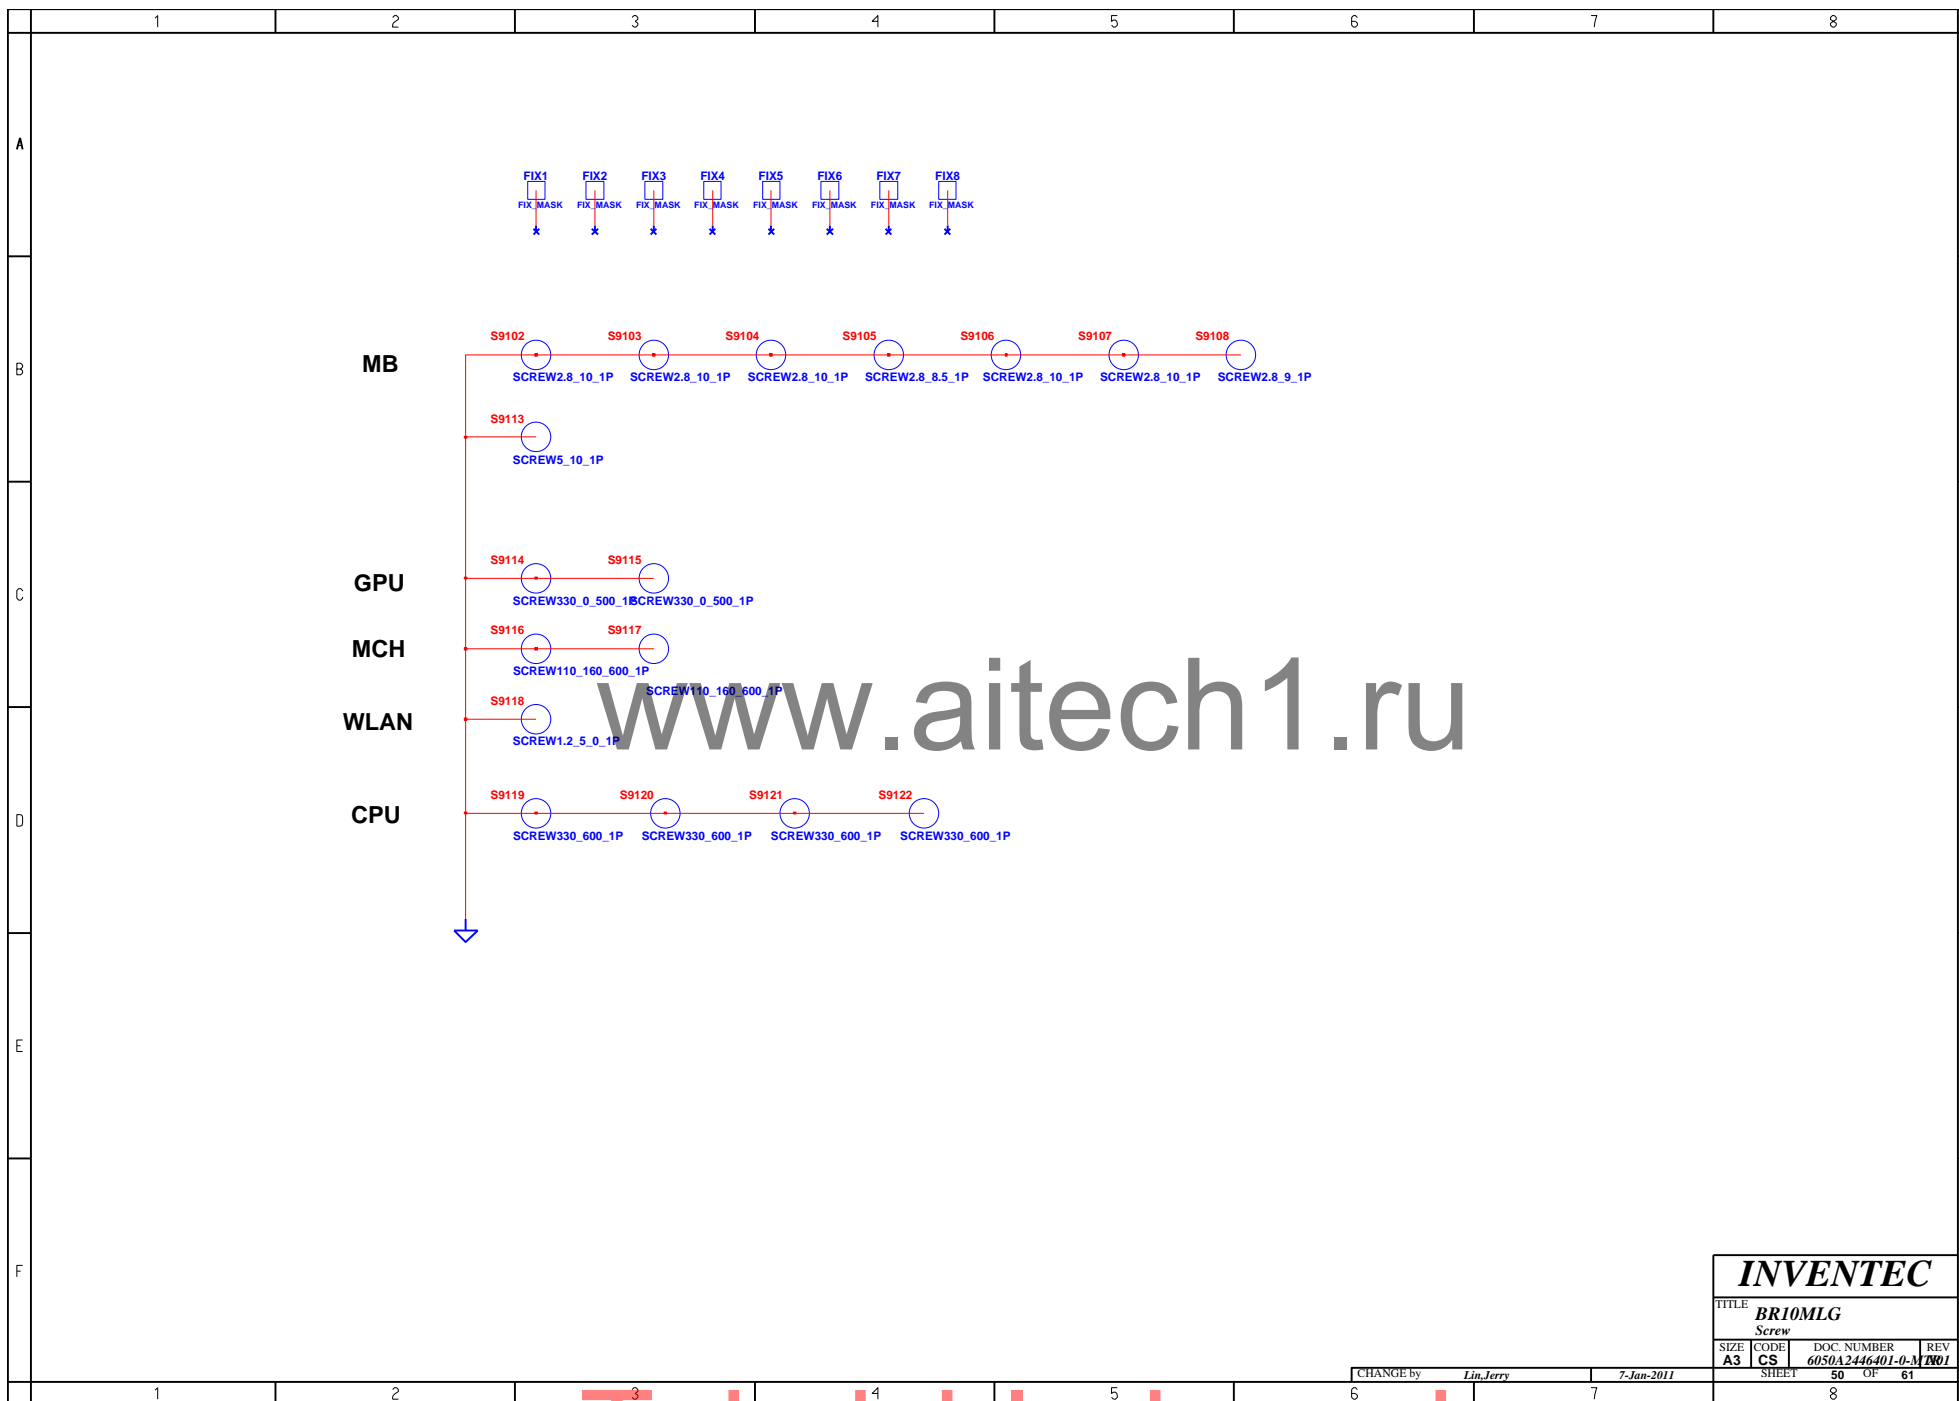 1 2 3 4 5 6 7 8
A
FIX1 FIX2 FIX3 FIX4 FIX5 FIX6 FIX7 FIX8
FIX_MASK FIX_MASK FIX_MASK FIX_MASK FIX_MASK FIX_MASK FIX_MASK FIX_MASK
S9102 S9103 S9104 S9105 S9106 S9107 S9108
B
MB
SCREW2.8_10_1P SCREW2.8_10_1P SCREW2.8_10_1P SCREW2.8_8.5_1P SCREW2.8_10_1P SCREW2.8_10_1P SCREW2.8_9_1P
S9113
SCREW5_10_1P
S9114 S9115
GPU
C
SCREW330_0_500_1P SCREW330_0_500_1P
S9116 S9117
MCH
SCREW110_160_600_1P
SCREW110_160_600_1P
www.aitech1.ru
S9118
WLAN
SCREW1.2_5_0_1P
S9119 S9120 S9121 S9122
CPU
D
SCREW330_600_1P SCREW330_600_1P SCREW330_600_1P SCREW330_600_1P
E
F
INVENTEC
TITLE
BR10MLG
Screw
SIZE CODE DOC. NUMBER REV
A3 CS 6050A2446401-0-MTR
CHANGE by Lin,Jerry 7-Jan-2011 SHEET 50 OF 61
1 2 3 4 5 6 7 8